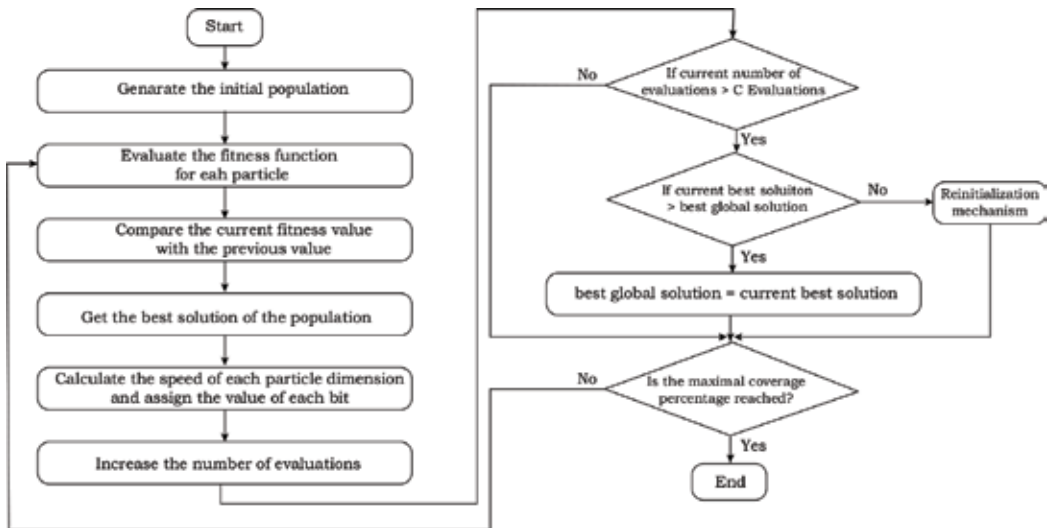 Start
Genarate the initial population
Evaluate the fitness function
for eah particle
Compare the current fitness value
with the previous value
Get the best solution of the population
Calculate the speed of each particle dimension
and assign the value of each bit
Increase the number of evaluations
If current number of
evaluations > C Evaluations
No
Yes
If current best soluiton
> best global solution
No
Reinitialization
mechanism
Yes
best global solution = current best solution
Is the maximal coverage
percentage reached?
No
Yes
End